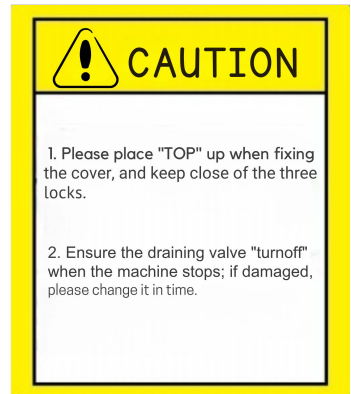 CAUTION
1. Please place "TOP" up when fixing
the cover, and keep close of the three
locks.
2. Ensure the draining valve "turnoff"
when the machine stops; if damaged,
please change it in time.